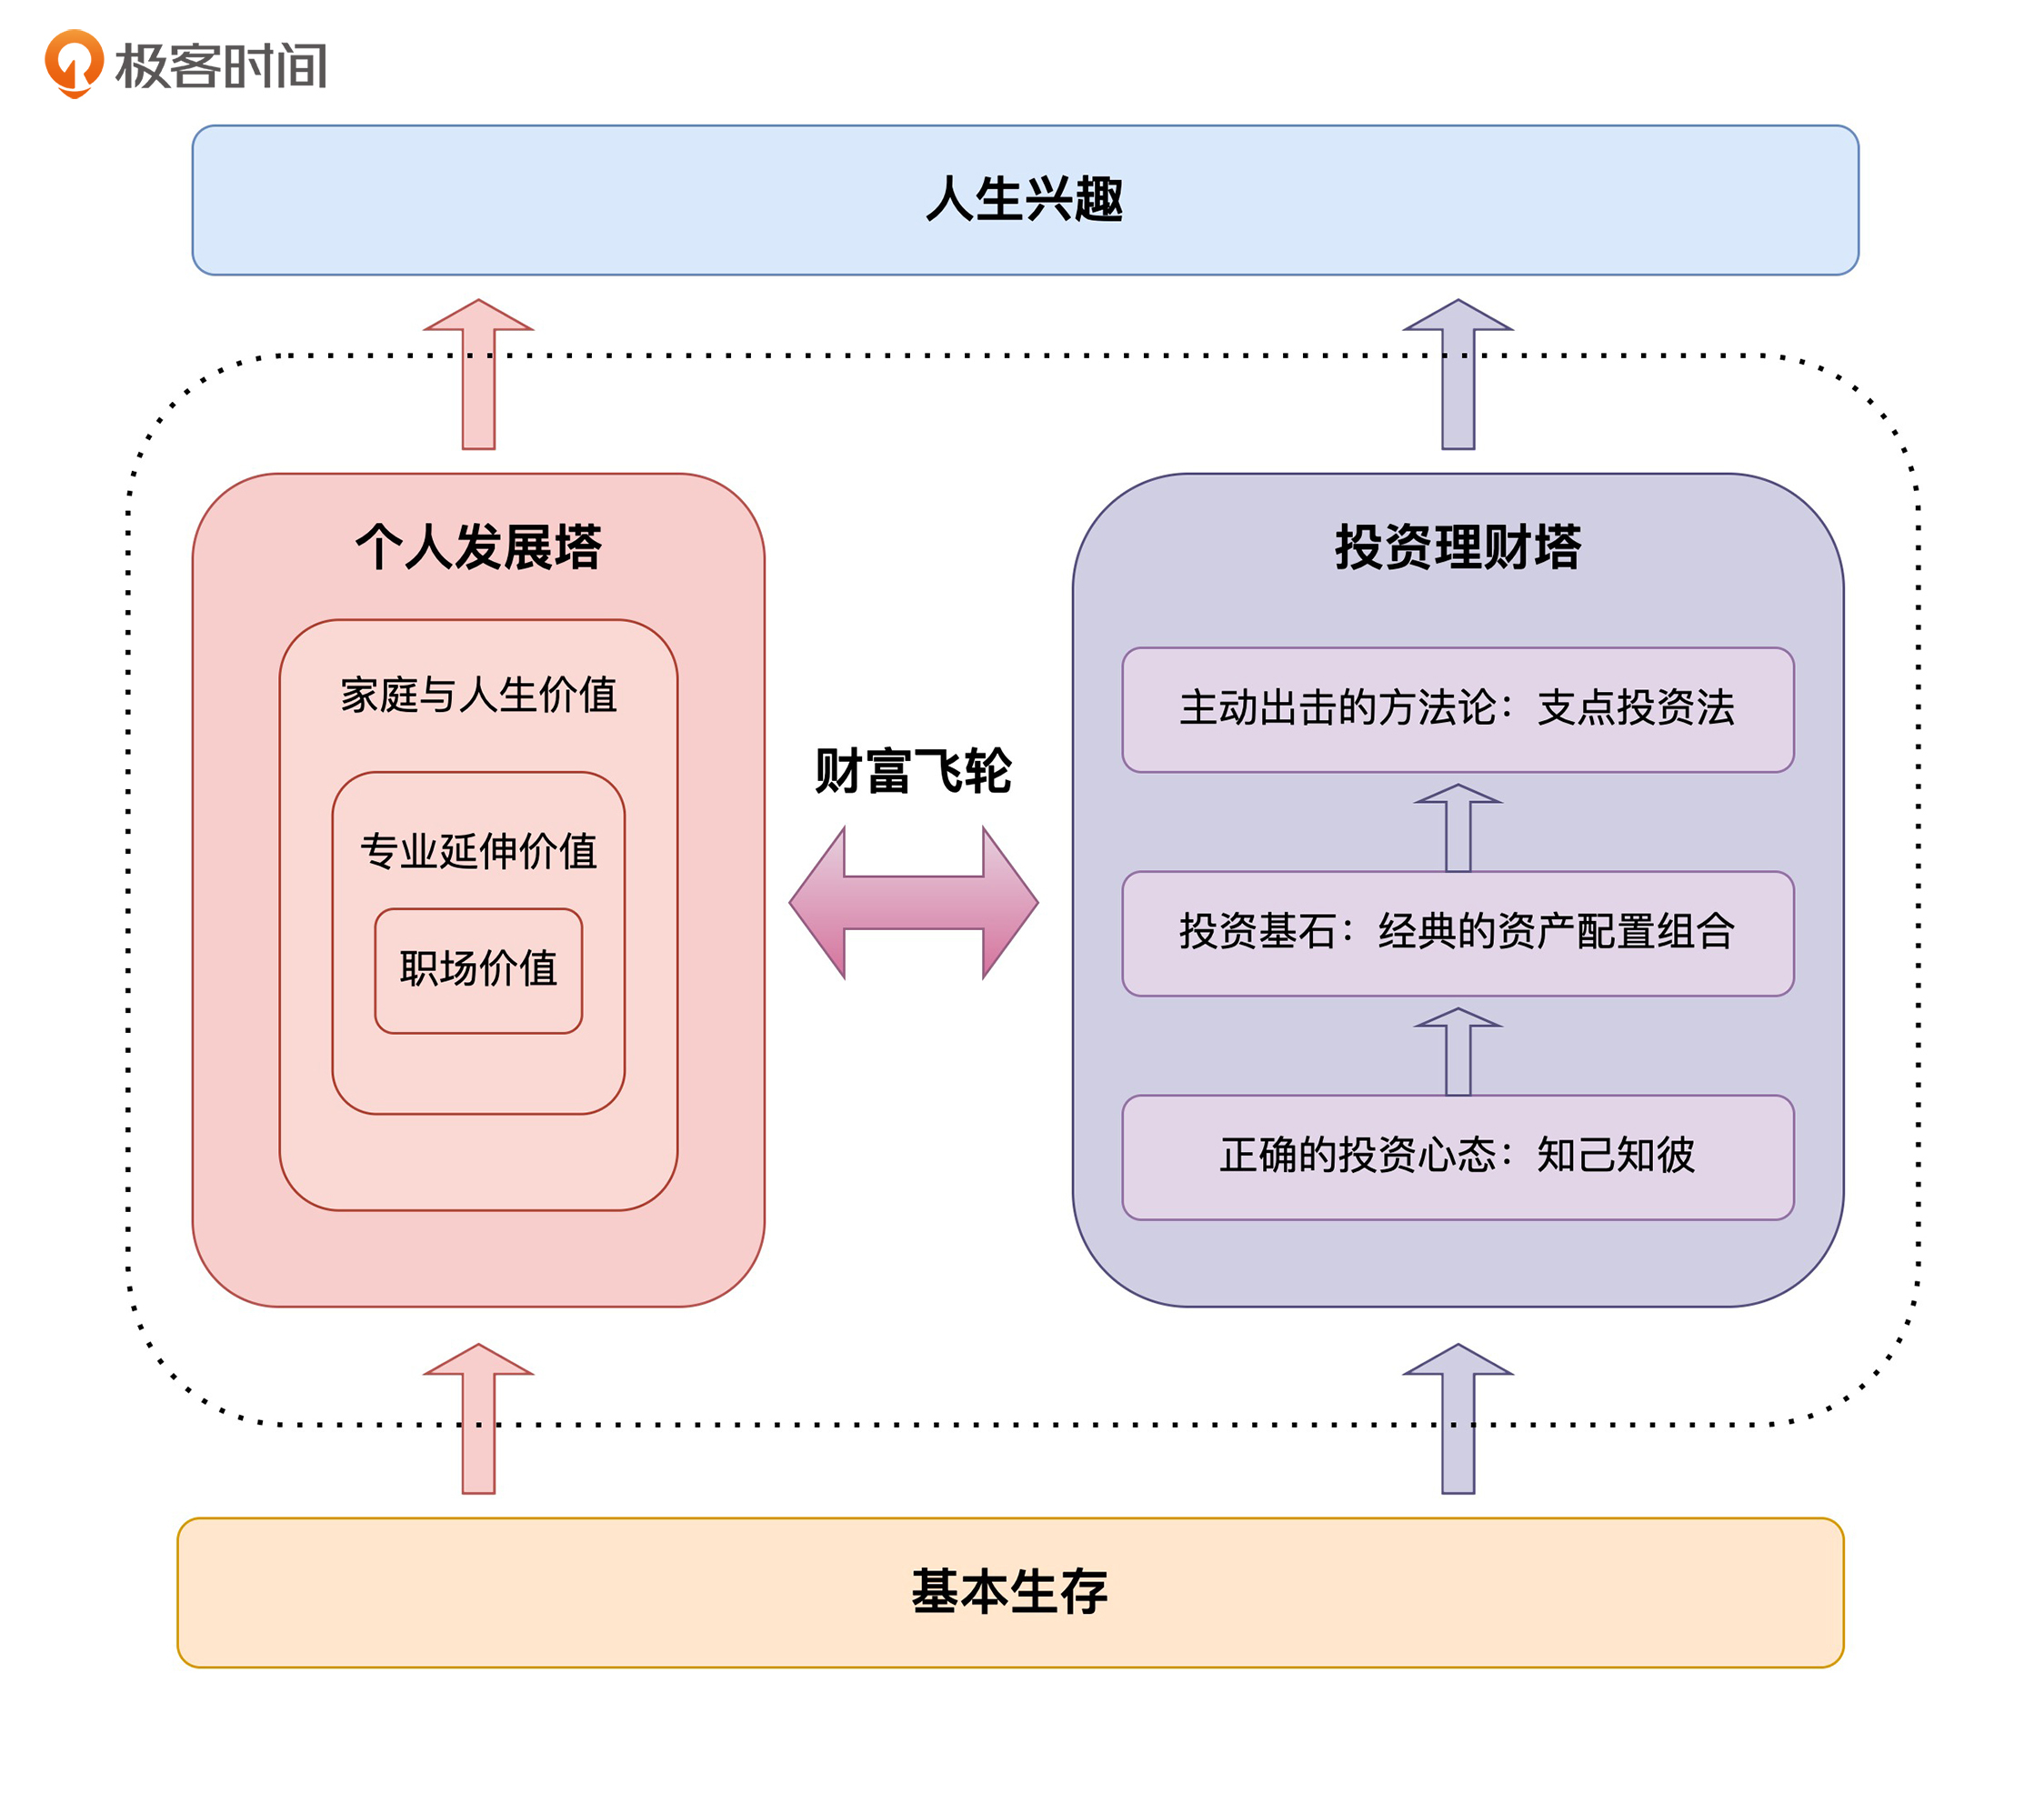 极客时间
人生兴趣
个人发展塔
家庭与人生价值
专业延伸价值
职场价值
财富飞轮
投资理财塔
主动出击的方法论：支点投资法
投资基石：经典的资产配置组合
正确的投资心态：知己知彼
基本生存